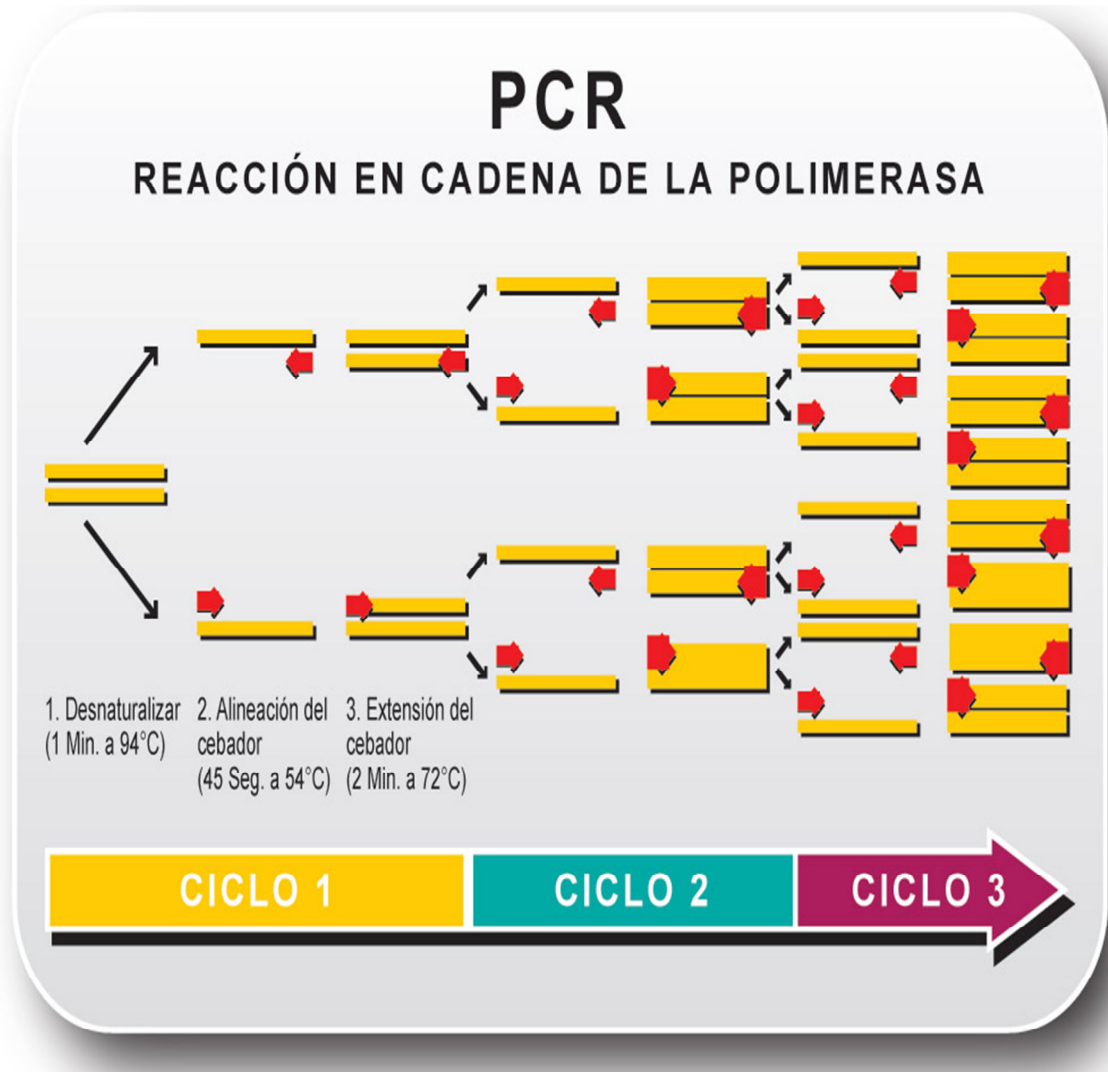 PCR
REACCIÓN EN CADENA DE LA POLIMERASA
1. Desnaturalizar
(1 Min. a 94°C)
2. Alineación del
cebador
(45 Seg. a 54°C)
3. Extensión del
cebador
(2 Min. a 72°C)
CICLO 1
CICLO 2
CICLO 3